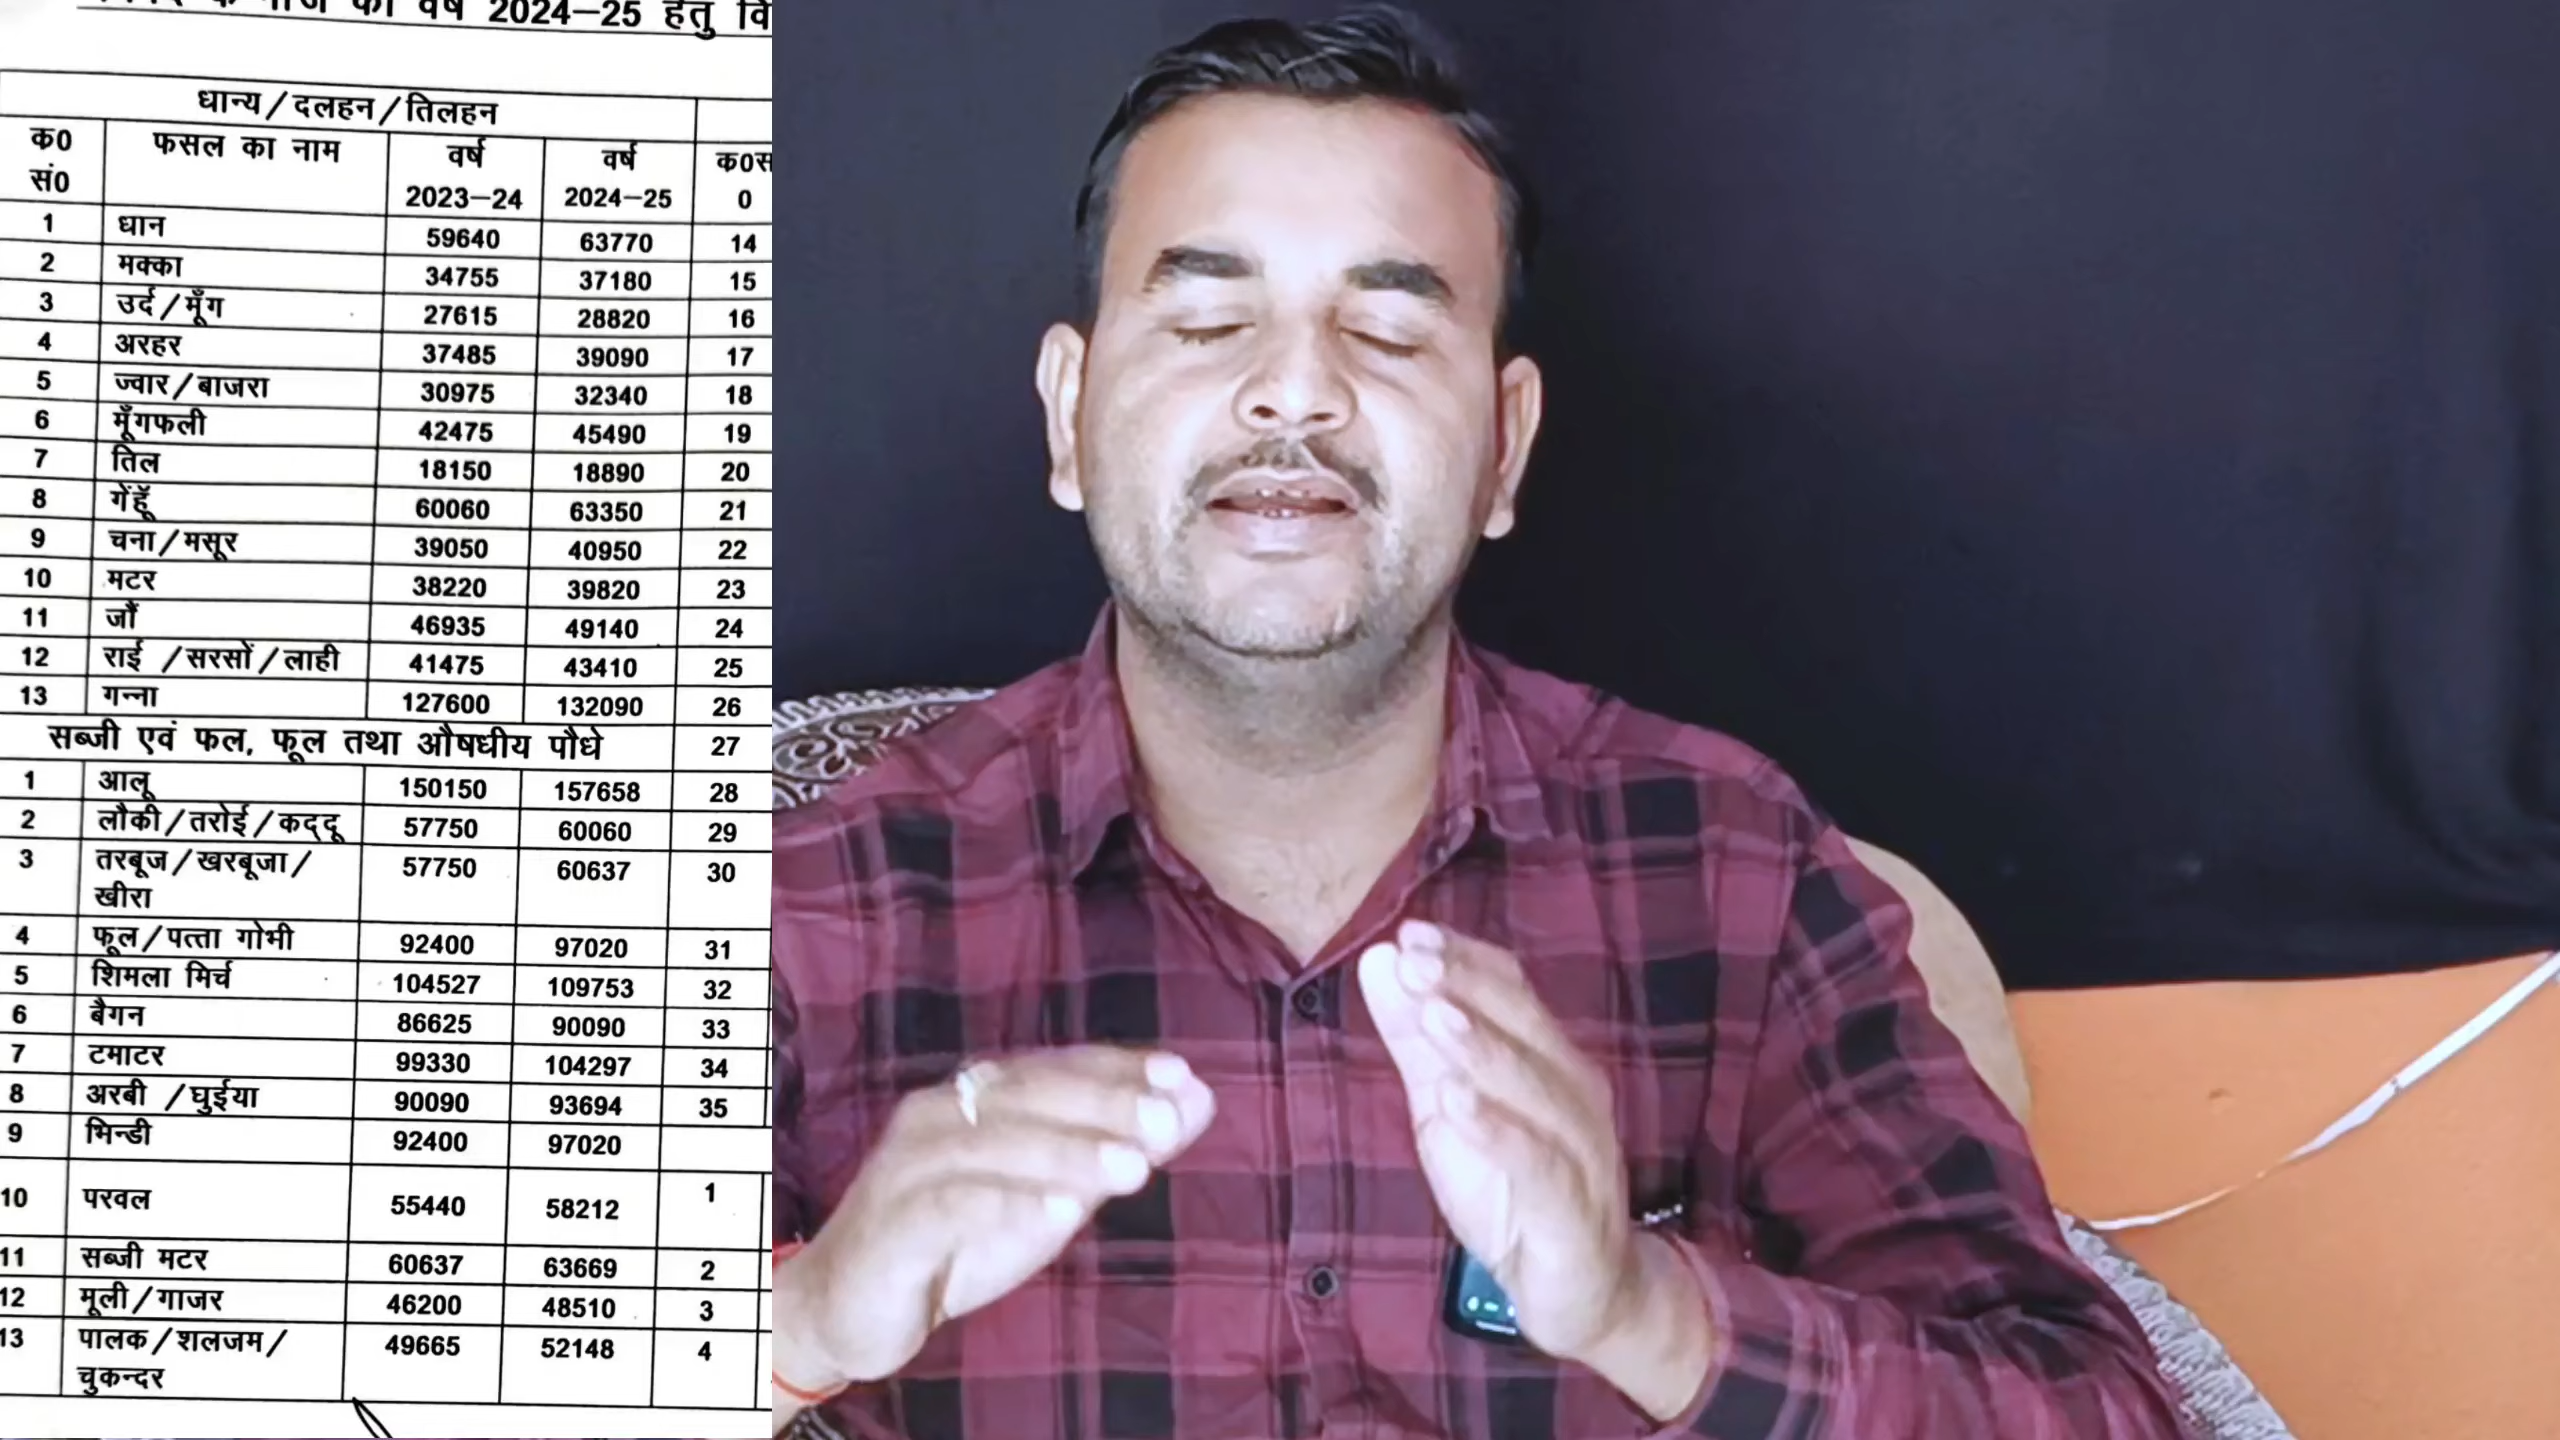 वर्ष 2024–25 हेतु
धान्य/दलहन/तिलहन
क0 सं0 फसल का नाम वर्ष 2023–24 वर्ष 2024–25 क0स 0
1 धान 59640 63770 14
2 मक्का 34755 37180 15
3 उर्द/मूँग 27615 28820 16
4 अरहर 37485 39090 17
5 ज्वार/बाजरा 30975 32340 18
6 मूँगफली 42475 45490 19
7 तिल 18150 18890 20
8 गेंहूँ 60060 63350 21
9 चना/मसूर 39050 40950 22
10 मटर 38220 39820 23
11 जौं 46935 49140 24
12 राई /सरसों/लाही 41475 43410 25
13 गन्ना 127600 132090 26
सब्जी एवं फल, फूल तथा औषधीय पौधे 27
1 आलू 150150 157658 28
2 लौकी/तरोई/कद्दू 57750 60060 29
3 तरबूज/खरबूजा/ 57750 60637 30
खीरा
4 फूल/पत्ता गोभी 92400 97020 31
5 शिमला मिर्च 104527 109753 32
6 बैगन 86625 90090 33
7 टमाटर 99330 104297 34
8 अरबी /घुईया 90090 93694 35
9 भिन्डी 92400 97020
10 परवल 55440 58212 1
11 सब्जी मटर 60637 63669 2
12 मूली/गाजर 46200 48510 3
13 पालक/शलजम/ 49665 52148 4
चुकन्दर